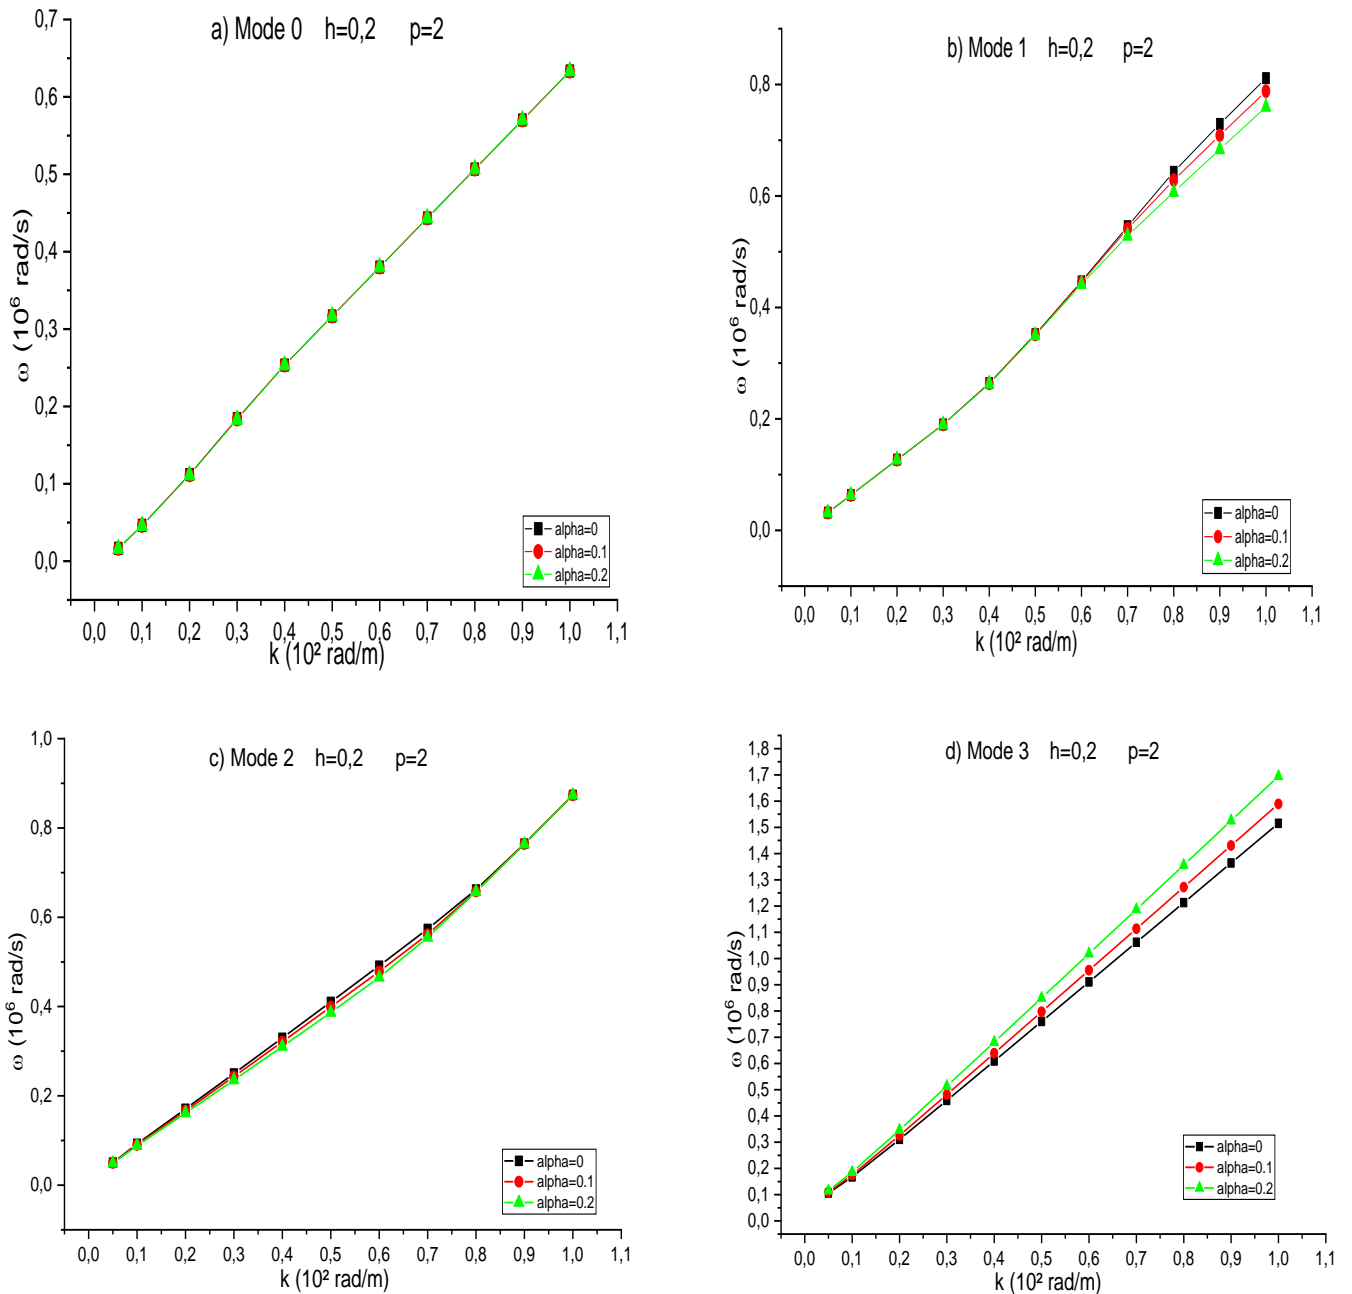 a) Mode 0 h=0,2 p=2
0,7
0,6
0,5
0,4
0,3
0,2
0,1
0,0
ω (10⁶ rad/s)
alpha=0
alpha=0.1
alpha=0.2
0,0 0,1 0,2 0,3 0,4 0,5 0,6 0,7 0,8 0,9 1,0 1,1
k (10² rad/m)
b) Mode 1 h=0,2 p=2
0,8
0,6
0,4
0,2
0,0
ω (10⁶ rad/s)
alpha=0
alpha=0.1
alpha=0.2
0,0 0,1 0,2 0,3 0,4 0,5 0,6 0,7 0,8 0,9 1,0 1,1
k (10² rad/m)
c) Mode 2 h=0,2 p=2
1,0
0,8
0,6
0,4
0,2
0,0
ω (10⁶ rad/s)
alpha=0
alpha=0.1
alpha=0.2
0,0 0,1 0,2 0,3 0,4 0,5 0,6 0,7 0,8 0,9 1,0 1,1
k (10² rad/m)
d) Mode 3 h=0,2 p=2
1,8
1,7
1,6
1,5
1,4
1,3
1,2
1,1
1,0
0,9
0,8
0,7
0,6
0,5
0,4
0,3
0,2
0,1
0,0
ω (10⁶ rad/s)
alpha=0
alpha=0.1
alpha=0.2
0,0 0,1 0,2 0,3 0,4 0,5 0,6 0,7 0,8 0,9 1,0 1,1
k (10² rad/m)